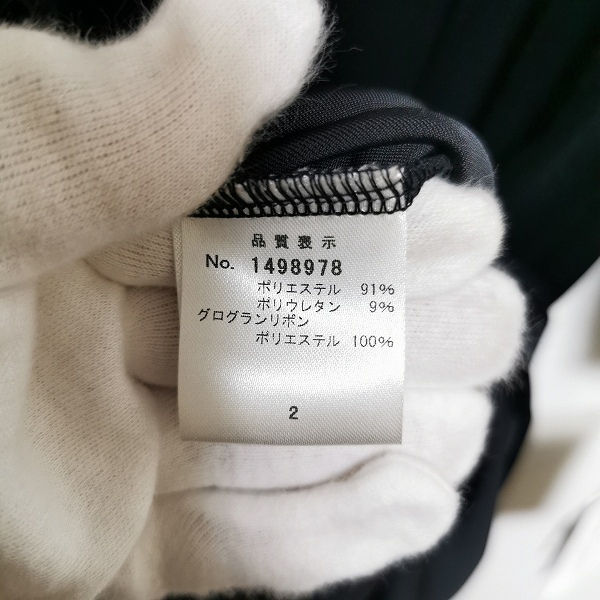 品質表示
No. 1498978
ポリエステル 91%
ポリウレタン 9%
グログランリボン
ポリエステル 100%
2